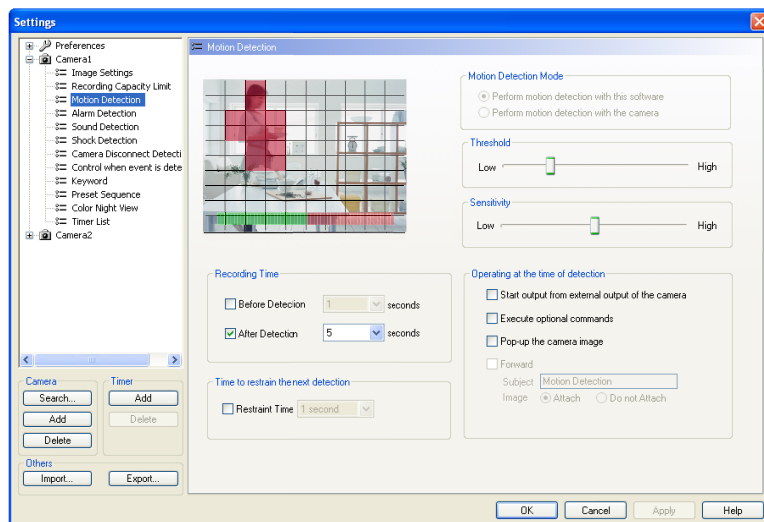 Settings
Preferences
Camera1
Image Settings
Recording Capacity Limit
Motion Detection
Alarm Detection
Sound Detection
Shock Detection
Camera Disconnect Detecti
Control when event is dete
Keyword
Preset Sequence
Color Night View
Timer List
Camera2
Camera
Search...
Add
Delete
Timer
Add
Delete
Others
Import...
Export...
Motion Detection
Motion Detection Mode
Perform motion detection with this software
Perform motion detection with the camera
Threshold
Low
High
Sensitivity
Low
High
Recording Time
Before Detection
1
seconds
After Detection
5
seconds
Time to restrain the next detection
Restraint Time
1 second
Operating at the time of detection
Start output from external output of the camera
Execute optional commands
Pop-up the camera image
Forward
Subject
Motion Detection
Image
Attach
Do not Attach
OK
Cancel
Apply
Help